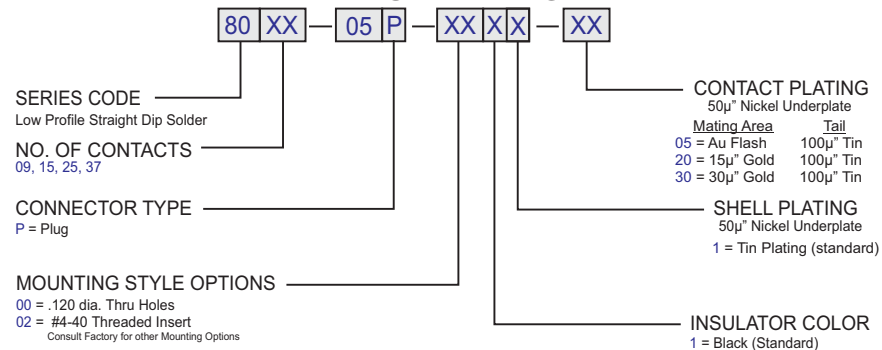 80 XX – 05 P – XX X X – XX
SERIES CODE
Low Profile Straight Dip Solder
NO. OF CONTACTS
09, 15, 25, 37
CONNECTOR TYPE
P = Plug
MOUNTING STYLE OPTIONS
00 = .120 dia. Thru Holes
02 = #4-40 Threaded Insert
Consult Factory for other Mounting Options
CONTACT PLATING
50µ" Nickel Underplate
Mating Area Tail
05 = Au Flash 100µ" Tin
20 = 15µ" Gold 100µ" Tin
30 = 30µ" Gold 100µ" Tin
SHELL PLATING
50µ" Nickel Underplate
1 = Tin Plating (standard)
INSULATOR COLOR
1 = Black (Standard)